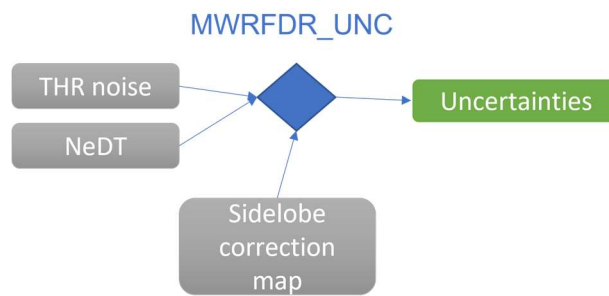 MWRFDR_UNC
THR noise
NeDT
Uncertainties
Sidelobe
correction
map